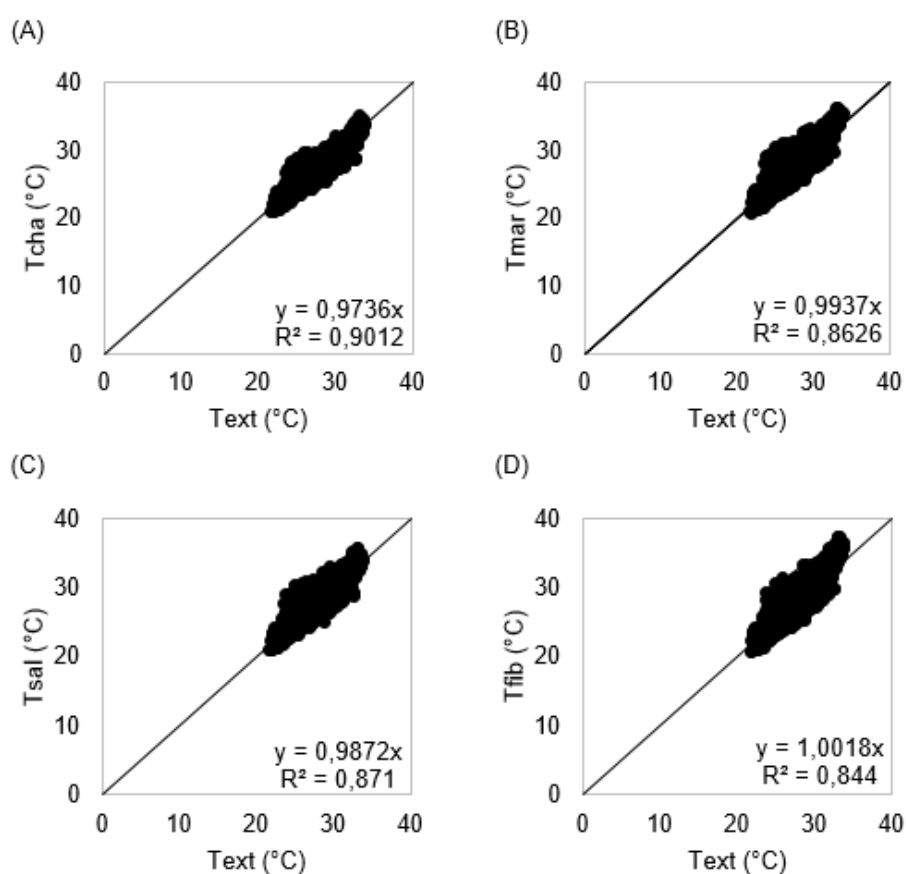 (A)
40
30
20
10
0
Tcha (°C)
y = 0,9736x
R² = 0,9012
0 10 20 30 40
Text (°C)
(B)
40
30
20
10
0
Tmar (°C)
y = 0,9937x
R² = 0,8626
0 10 20 30 40
Text (°C)
(C)
40
30
20
10
0
Tsal (°C)
y = 0,9872x
R² = 0,871
0 10 20 30 40
Text (°C)
(D)
40
30
20
10
0
Tfib (°C)
y = 1,0018x
R² = 0,844
0 10 20 30 40
Text (°C)